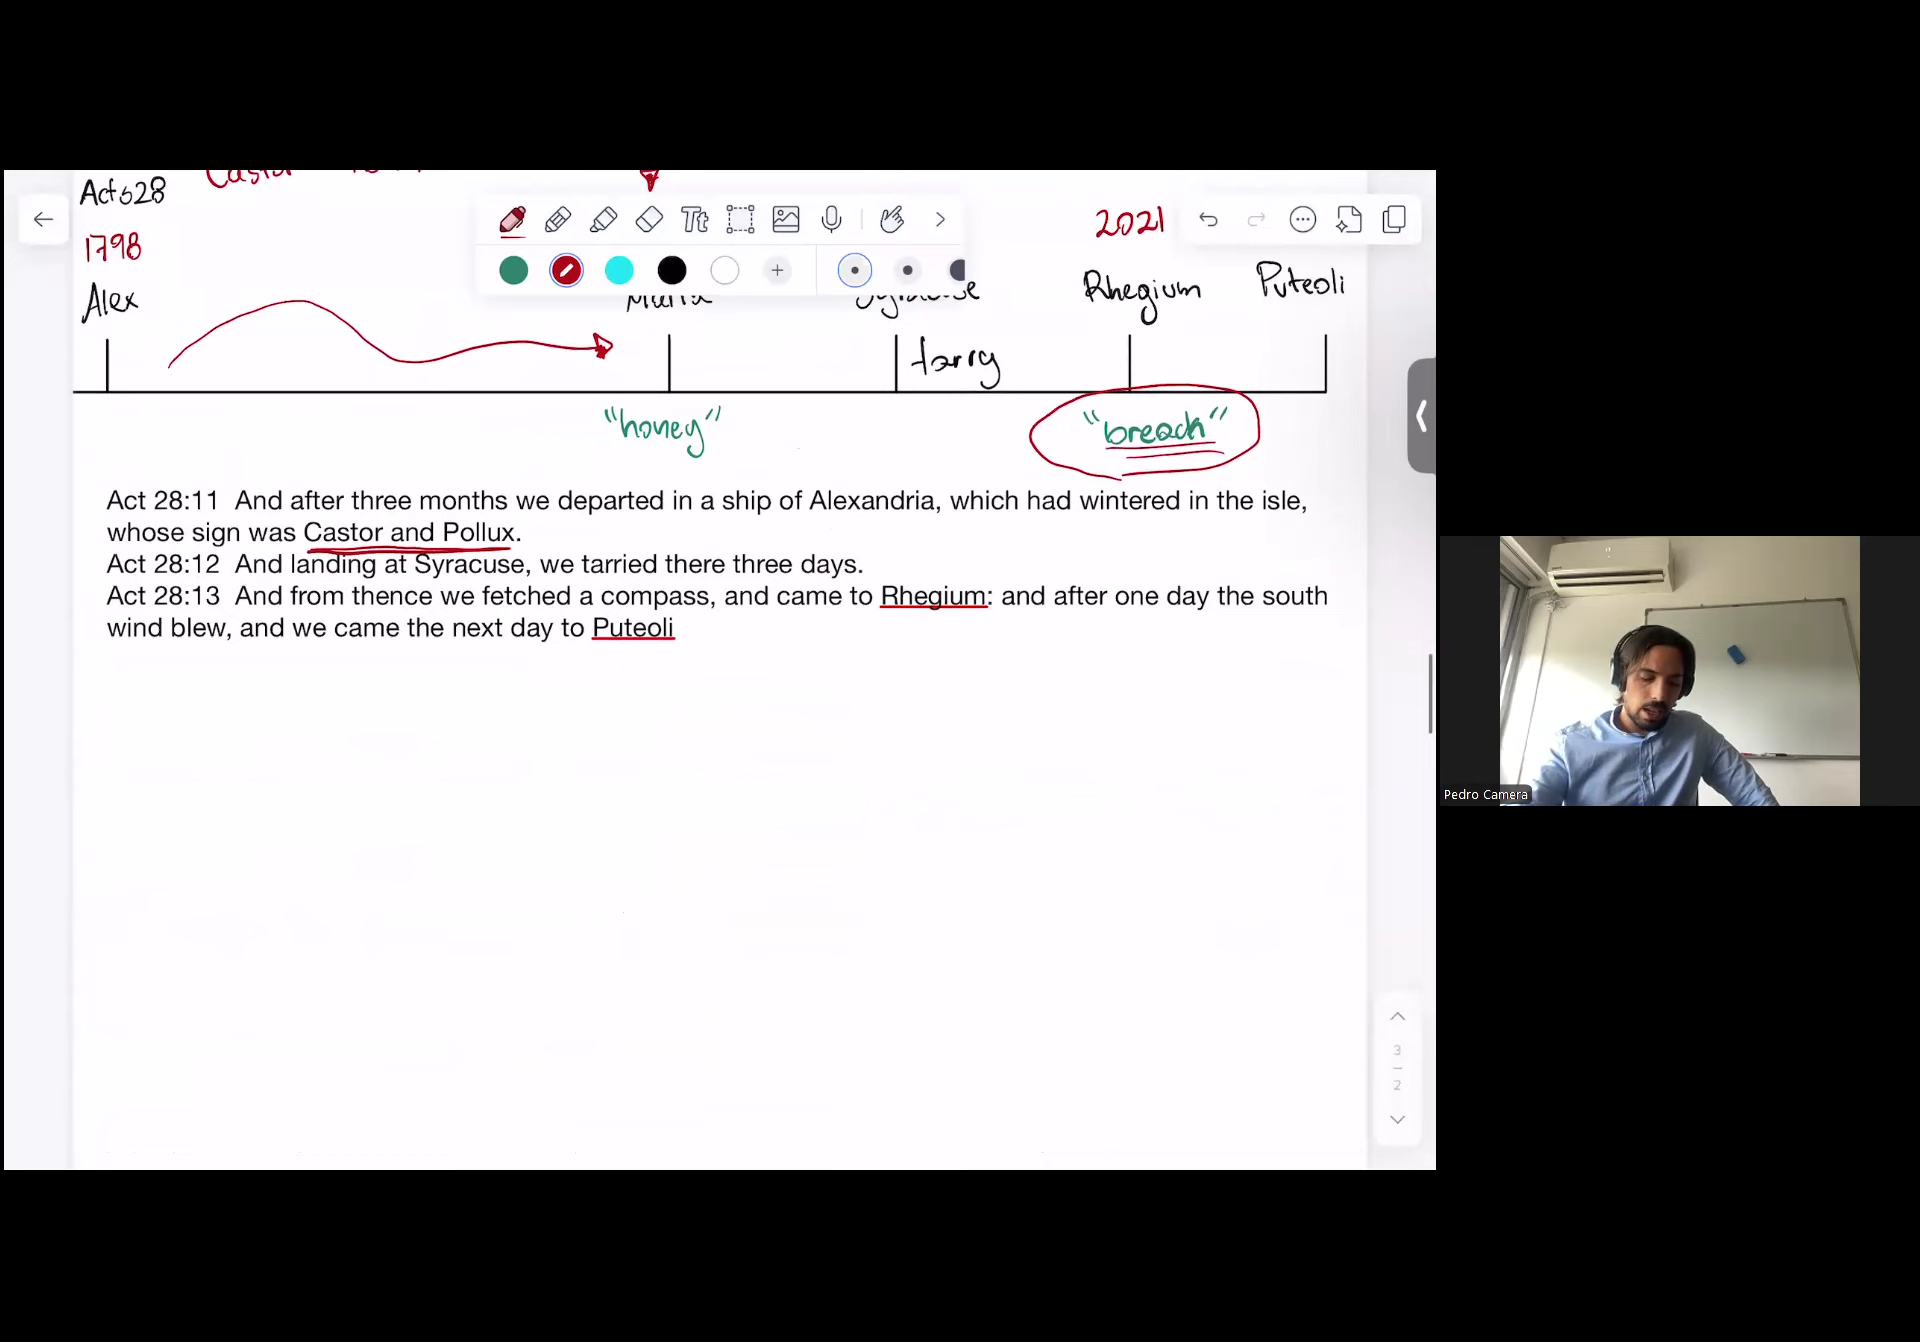 Acts28
2021
1798
Tt
Alex
Rhegium
Puteoli
tarry
"honey"
"breach"
Act 28:11 And after three months we departed in a ship of Alexandria, which had wintered in the isle,
whose sign was Castor and Pollux.
Act 28:12 And landing at Syracuse, we tarried there three days.
Act 28:13 And from thence we fetched a compass, and came to Rhegium: and after one day the south
wind blew, and we came the next day to Puteoli
Pedro Camera
3
2